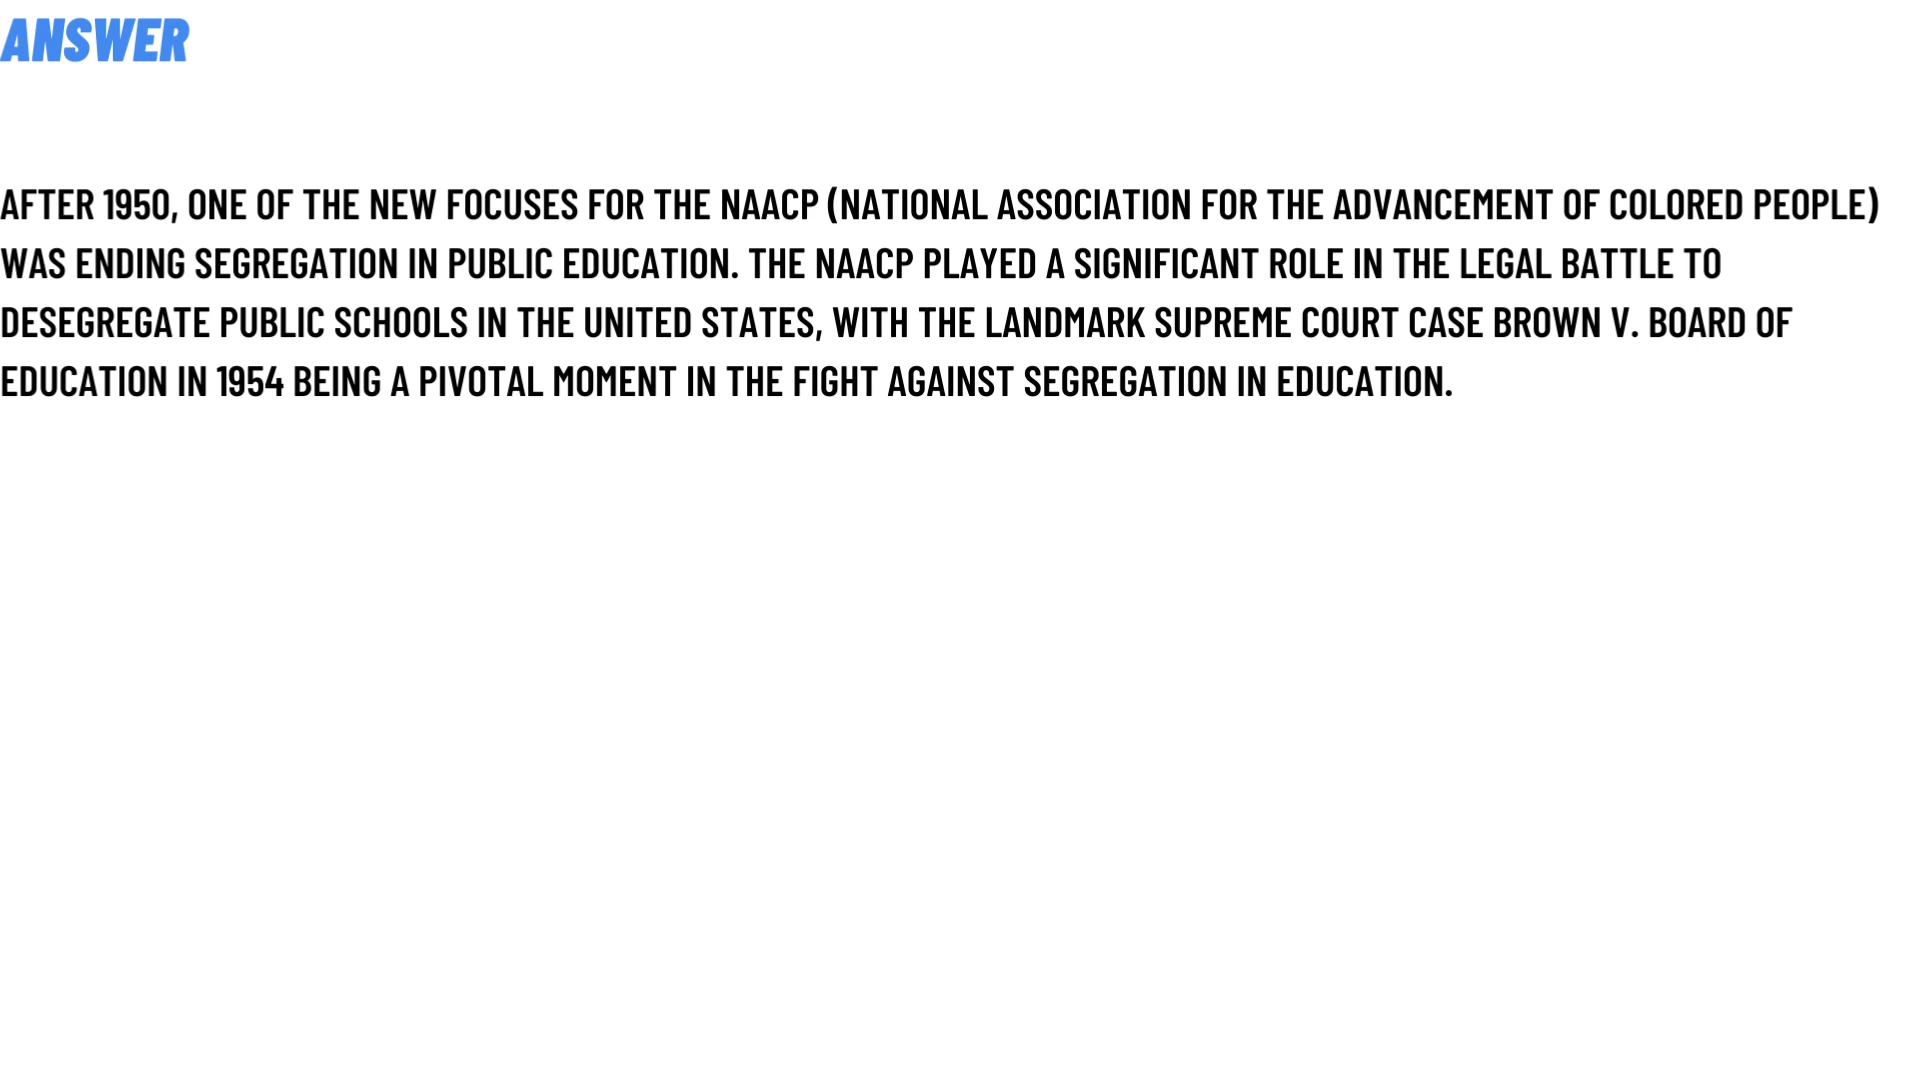 ANSWER
AFTER 1950, ONE OF THE NEW FOCUSES FOR THE NAACP (NATIONAL ASSOCIATION FOR THE ADVANCEMENT OF COLORED PEOPLE)
WAS ENDING SEGREGATION IN PUBLIC EDUCATION. THE NAACP PLAYED A SIGNIFICANT ROLE IN THE LEGAL BATTLE TO
DESEGREGATE PUBLIC SCHOOLS IN THE UNITED STATES, WITH THE LANDMARK SUPREME COURT CASE BROWN V. BOARD OF
EDUCATION IN 1954 BEING A PIVOTAL MOMENT IN THE FIGHT AGAINST SEGREGATION IN EDUCATION.